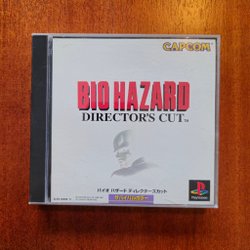 CAPCOM
BIO HAZARD
DIRECTOR'S CUT TM
バイオ ハザード ディレクターズカット
PlayStation